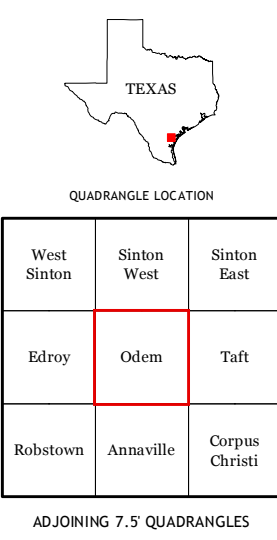 TEXAS
QUADRANGLE LOCATION
West
Sinton
Sinton
West
Sinton
East
Edroy
Odem
Taft
Robstown
Annaville
Corpus
Christi
ADJOINING 7.5' QUADRANGLES